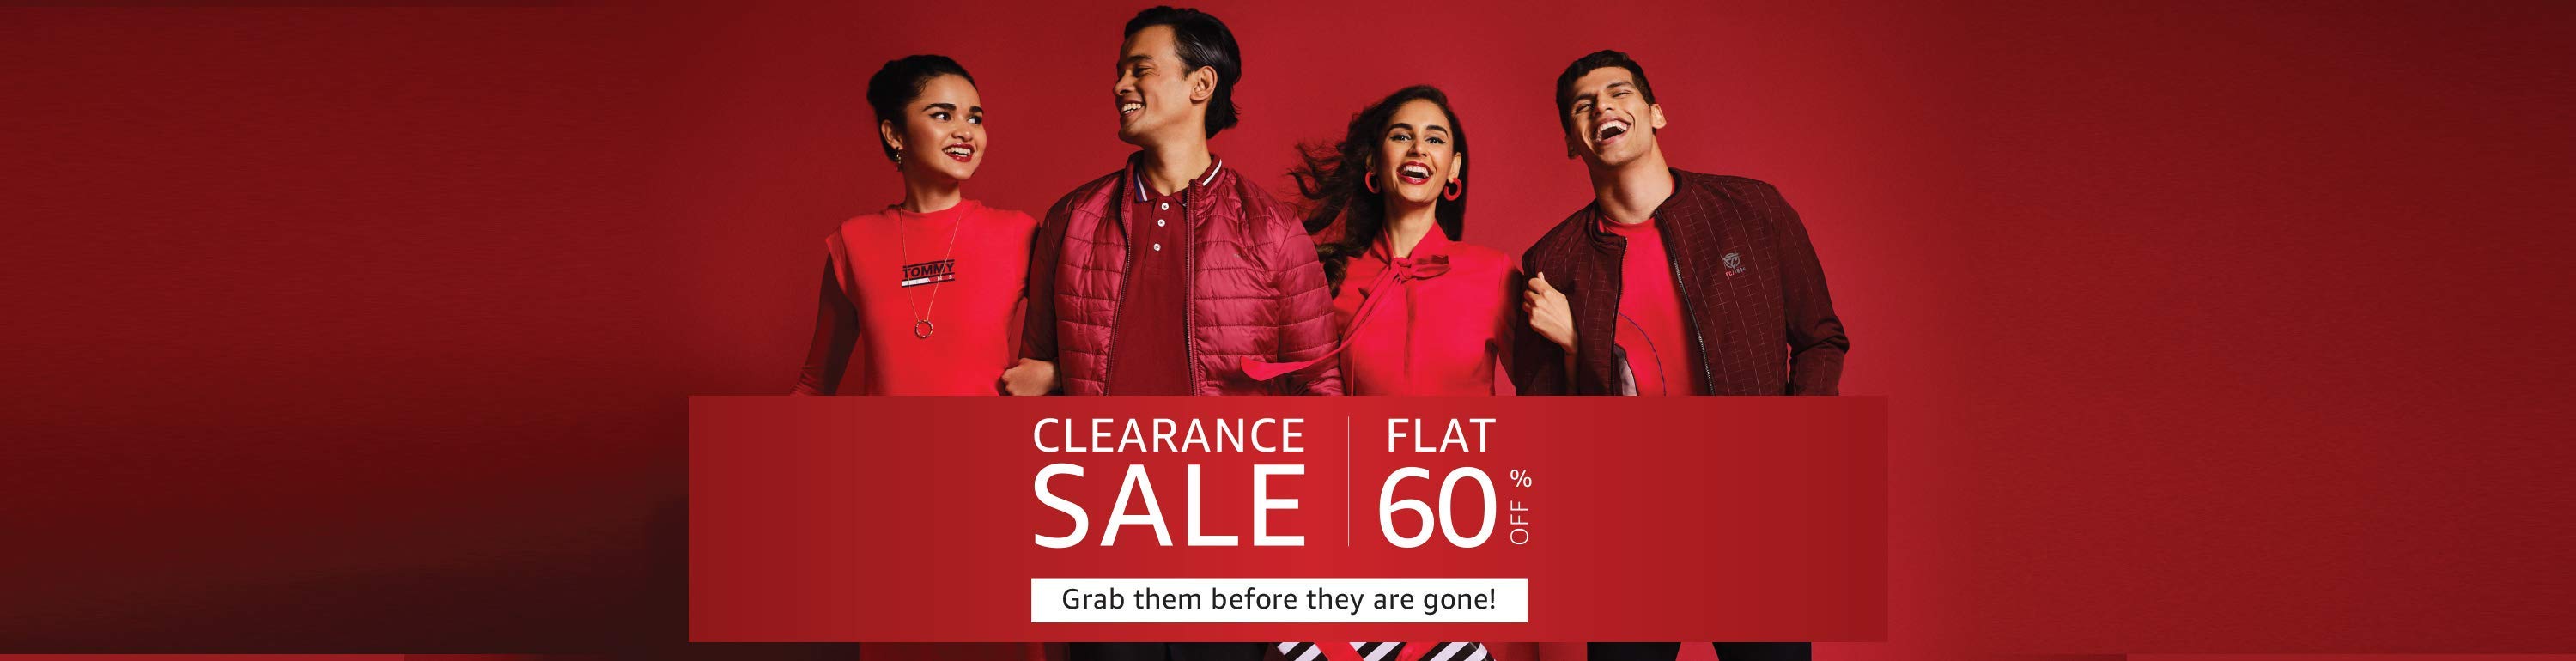 TOMMY
CLEARANCE
SALE
FLAT
60
%
OFF
Grab them before they are gone!